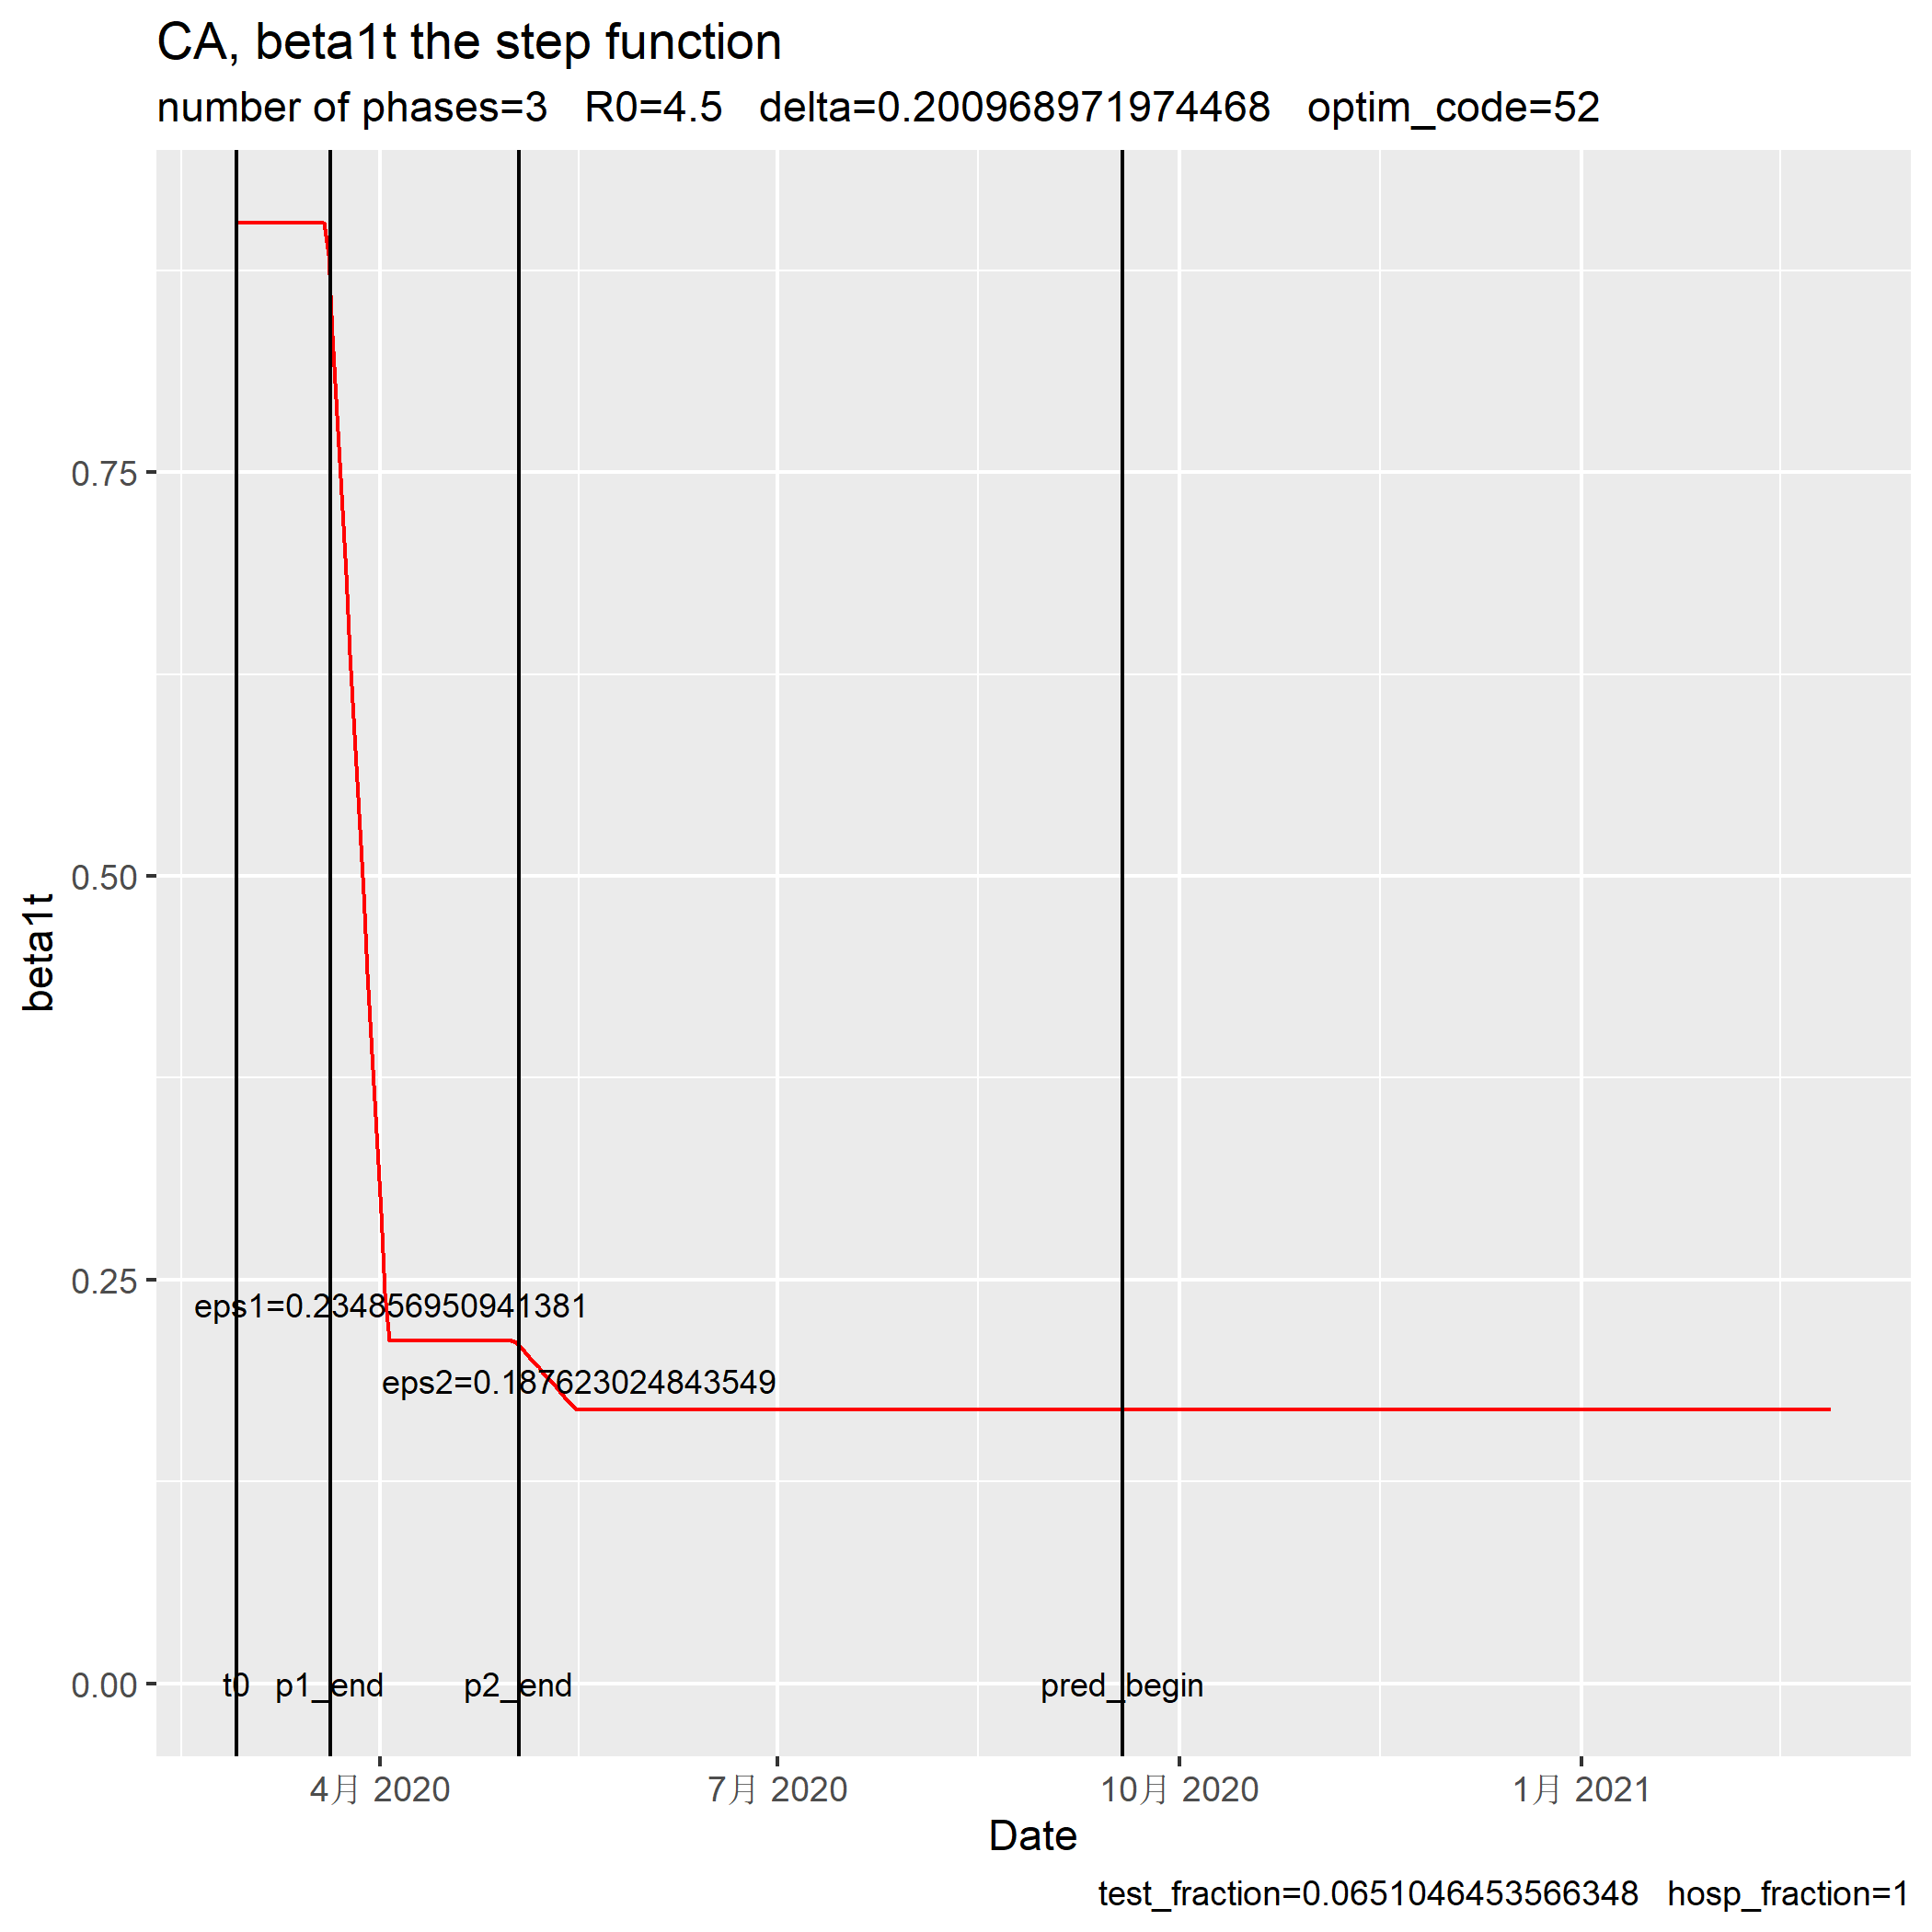 CA, beta1t the step function
number of phases=3   R0=4.5   delta=0.200968971974468   optim_code=52
beta1t
0.75
0.50
0.25
0.00
eps1=0.234856950941381
eps2=0.187623024843549
t0   p1_end   p2_end   pred_begin
4月 2020   7月 2020   10月 2020   1月 2021
Date
test_fraction=0.0651046453566348   hosp_fraction=1